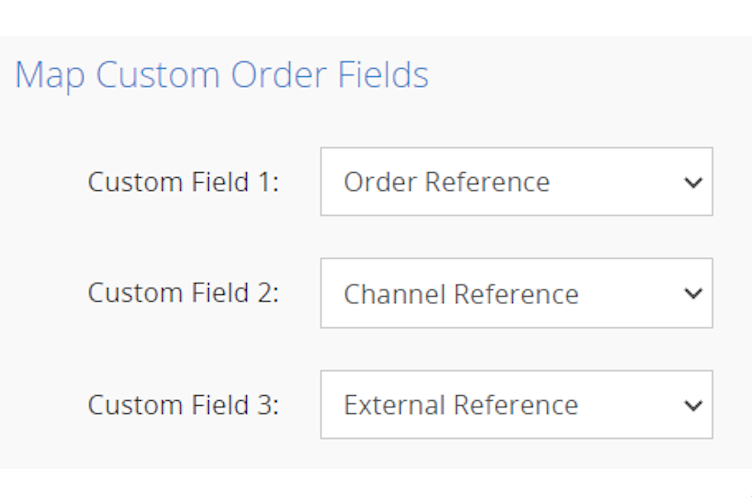 Map Custom Order Fields
Custom Field 1: Order Reference
Custom Field 2: Channel Reference
Custom Field 3: External Reference